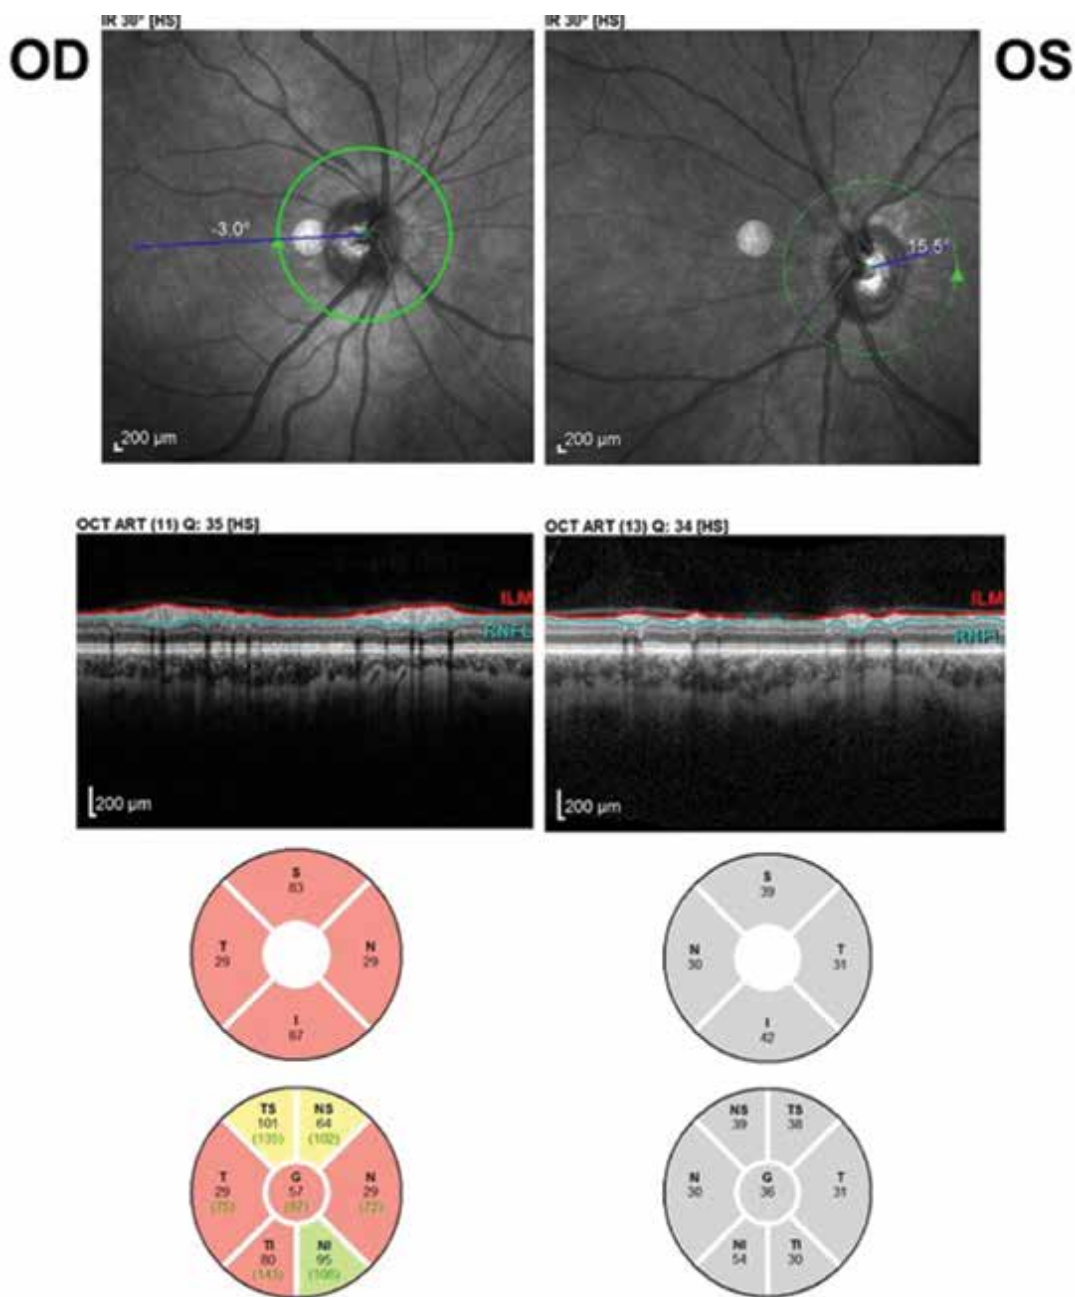 IR 30° [HS]
IR 30° [HS]
OD
OS
-3.0°
15.5°
200 µm
200 µm
OCT ART (11) Q: 35 [HS]
OCT ART (13) Q: 34 [HS]
ILM
RNFL
ILM
RNFL
200 µm
200 µm
S
83
T
29
N
29
I
S
39
N
30
T
31
I
42
TS
101
(135)
NS
64
(102)
T
29
(75)
G
57
(97)
N
29
(72)
TI
80
(143)
NI
95
(106)
NS
39
TS
38
N
30
G
36
T
31
NI
54
TI
30